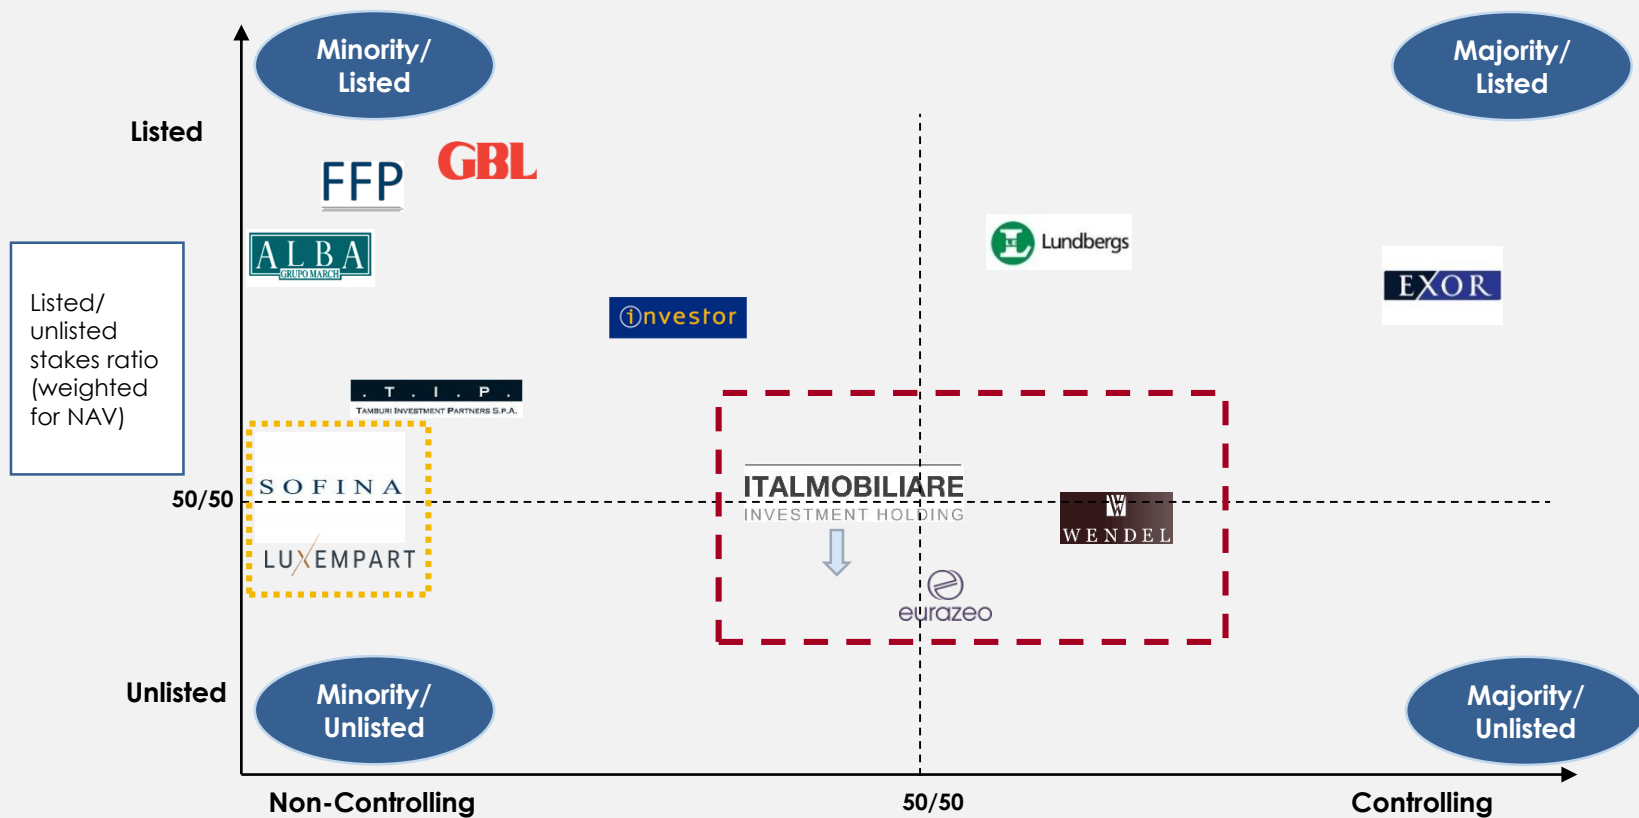 Minority/
Listed
Majority/
Listed
Listed
FFP
GBL
ALBA
GRUPO MARCH
Lundbergs
EXOR
Listed/
unlisted
stakes ratio
(weighted
for NAV)
investor
. T. I. P.
TAMBURI INVESTMENT PARTNERS S.P.A.
SOFINA
50/50
LUXEMPART
ITALMOBILIARE
INVESTMENT HOLDING
W
WENDEL
eurazeo
Unlisted
Minority/
Unlisted
Majority/
Unlisted
Non-Controlling
50/50
Controlling